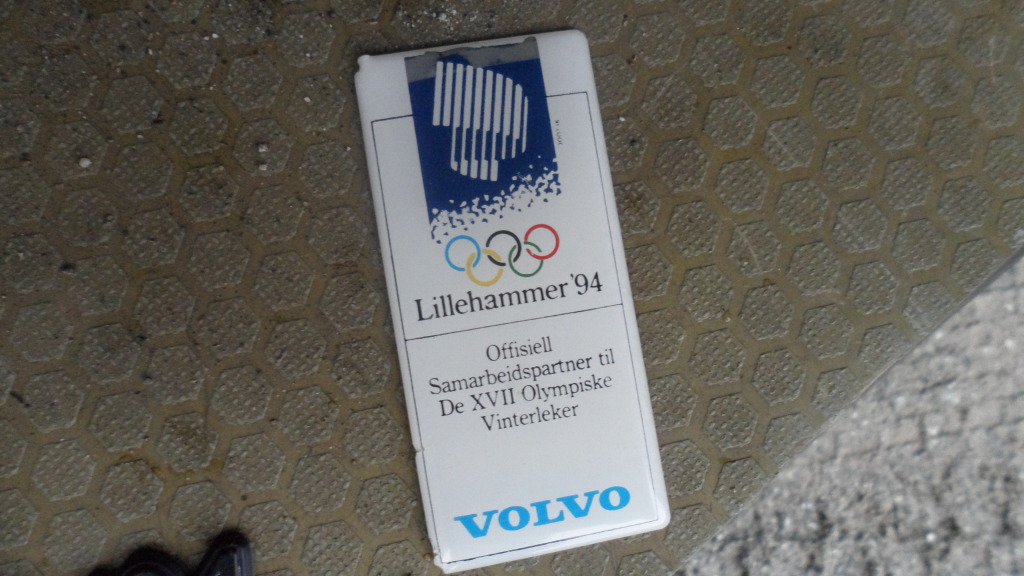 Lillehammer '94
Offisiell
Samarbeidspartner til
De XVII Olympiske
Vinterleker
VOLVO